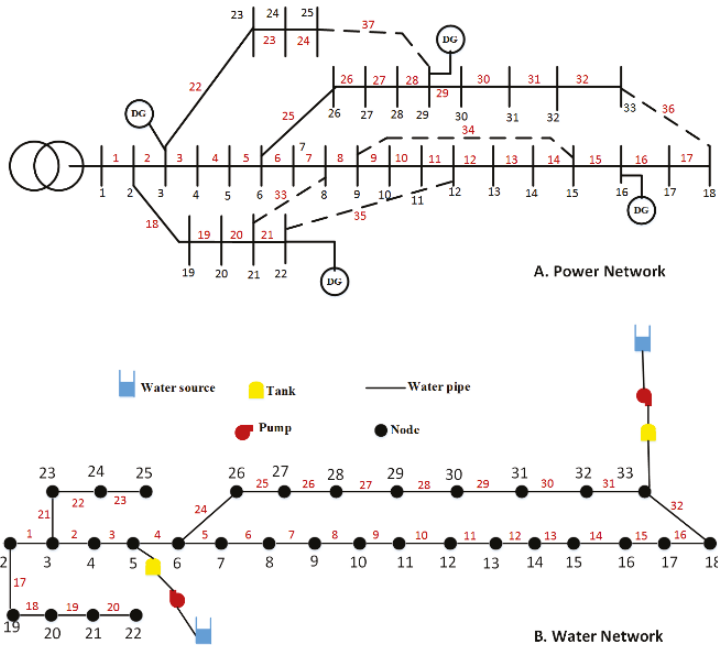 23 24 25
37
23 24
DG
22
26 27 28 30 31 32
29
DG
25
26 27 28 29 30 31 32 33
36
7
34
1 2 3 4 5 6 7 8 9 10 11 12 13 14 15 16 17
1 2 3 4 5 6 8 9 10 11 12 13 14 15 16 17 18
33
35
DG
18
19 20 21
19 20 21 22
DG
A. Power Network
Water source
Tank
Water pipe
Pump
Node
23 24 25
26 27 28 29 30 31 32 33
22 23
25 26 27 28 29 30 31
21
24
32
1 2 3 4 5 6 7 8 9 10 11 12 13 14 15 16
2 3 4 5 6 7 8 9 10 11 12 13 14 15 16 17 18
17
18 19 20
19 20 21 22
B. Water Network